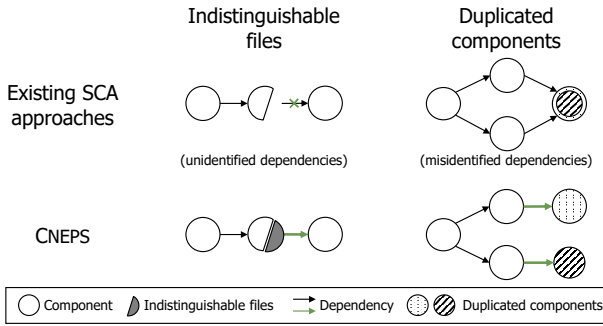 Indistinguishable
files
Duplicated
components
Existing SCA
approaches
(unidentified dependencies)
(misidentified dependencies)
CNEPS
Component
Indistinguishable files
Dependency
Duplicated components